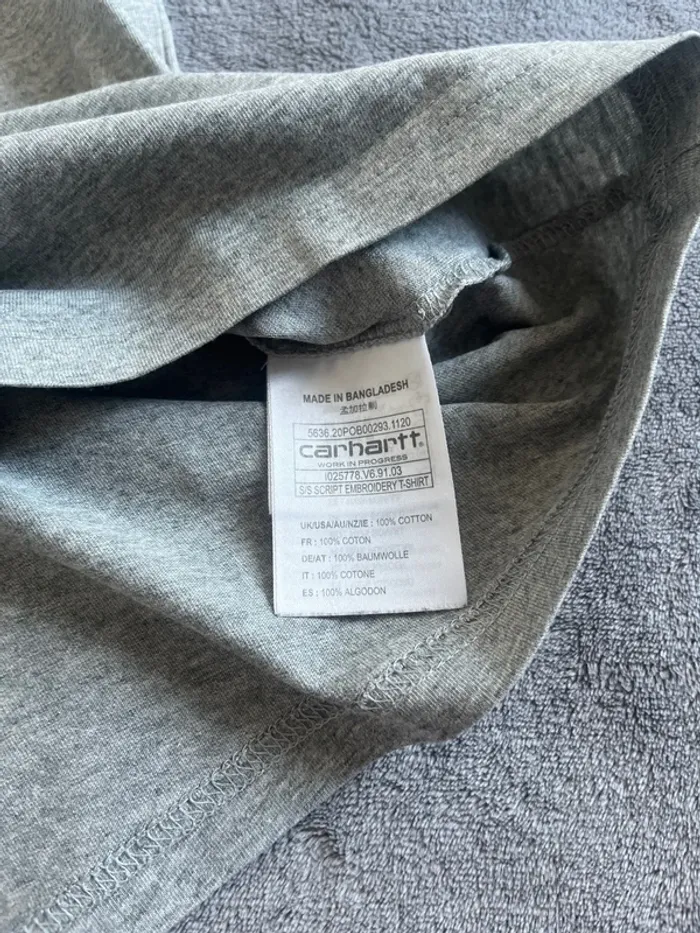 MADE IN BANGLADESH
孟加拉制
5636.20POB00293.1120
carhartt.
WORK IN PROGRESS
I025778.V6.91.03
S/S SCRIPT EMBROIDERY T-SHIRT
UK/USA/AU/NZ/IE : 100% COTTON
FR : 100% COTON
DE/AT : 100% BAUMWOLLE
IT : 100% COTONE
ES : 100% ALGODON